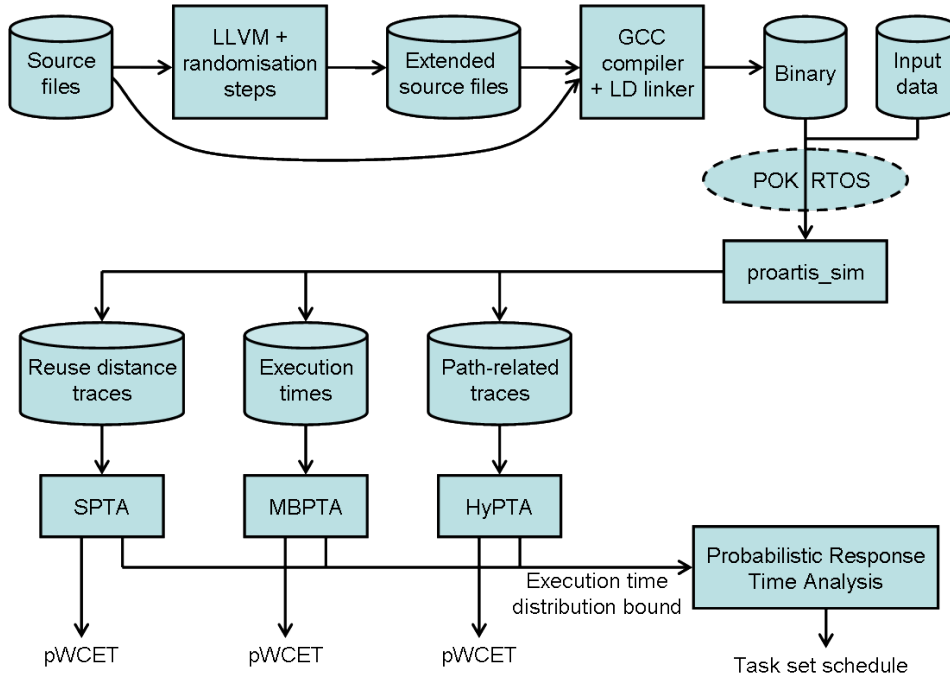 Source
files
LLVM +
randomisation
steps
Extended
source files
GCC
compiler
+ LD linker
Binary
Input
data
POK RTOS
proartis_sim
Reuse distance
traces
Execution
times
Path-related
traces
SPTA
MBPTA
HyPTA
Execution time
distribution bound
Probabilistic Response
Time Analysis
pWCET
pWCET
pWCET
Task set schedule